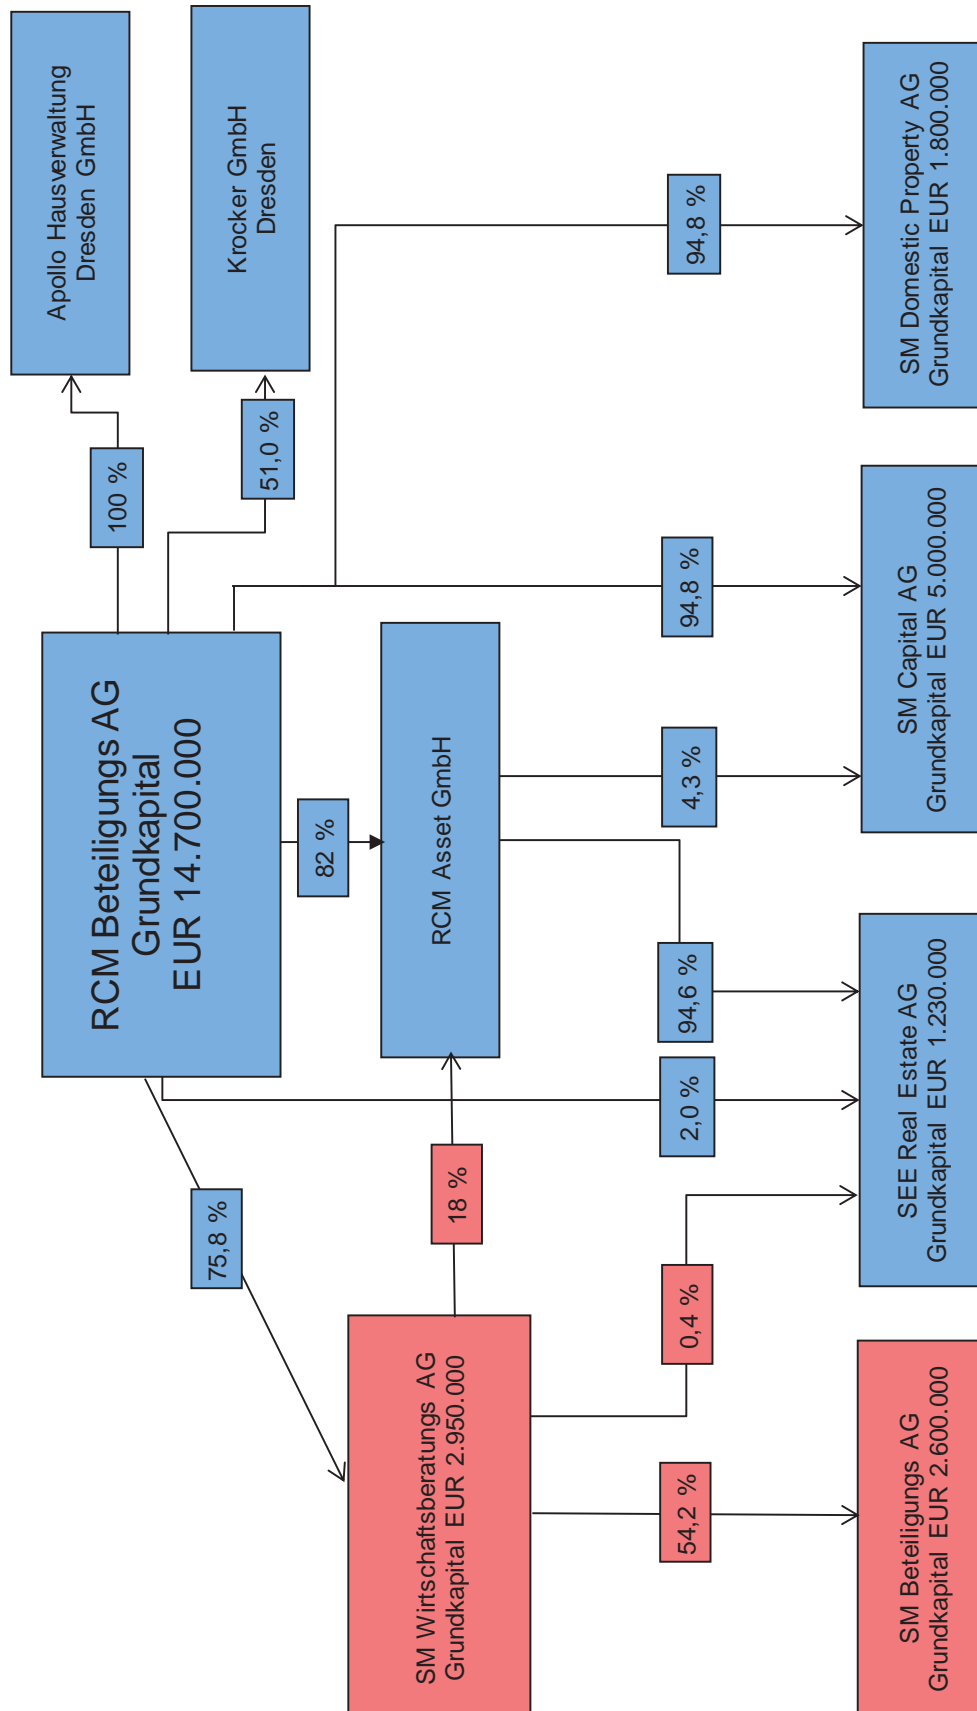 Apollo Hausverwaltung
Dresden GmbH
Krocker GmbH
Dresden
100 %
51,0 %
RCM Beteiligungs AG
Grundkapital
EUR 14.700.000
75,8 %
82 %
SM Wirtschaftsberatungs AG
Grundkapital EUR 2.950.000
18 %
RCM Asset GmbH
54,2 %
0,4 %
2,0 %
94,6 %
4,3 %
94,8 %
94,8 %
SM Beteiligungs AG
Grundkapital EUR 2.600.000
SEE Real Estate AG
Grundkapital EUR 1.230.000
SM Capital AG
Grundkapital EUR 5.000.000
SM Domestic Property AG
Grundkapital EUR 1.800.000